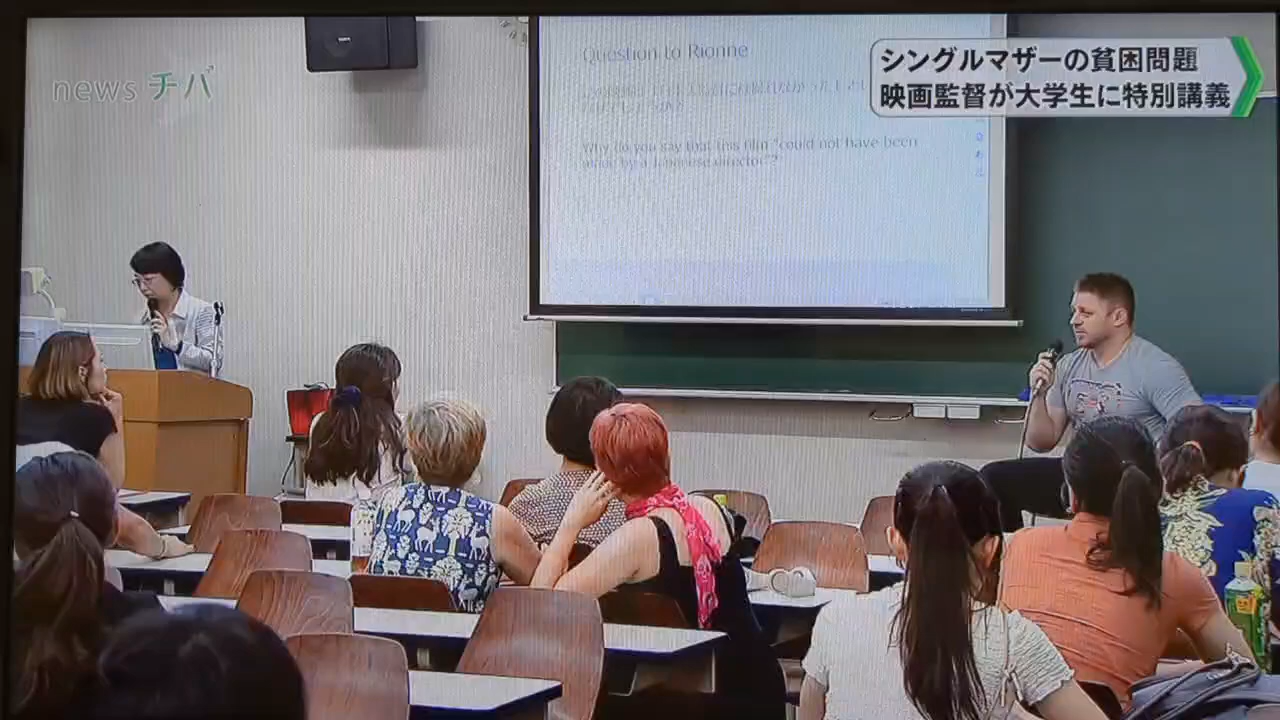 news チバ
シングルマザーの貧困問題
映画監督が大学生に特別講義
Question to Rionne
Why do you say that this film "could not have been
made by a Japanese director"?